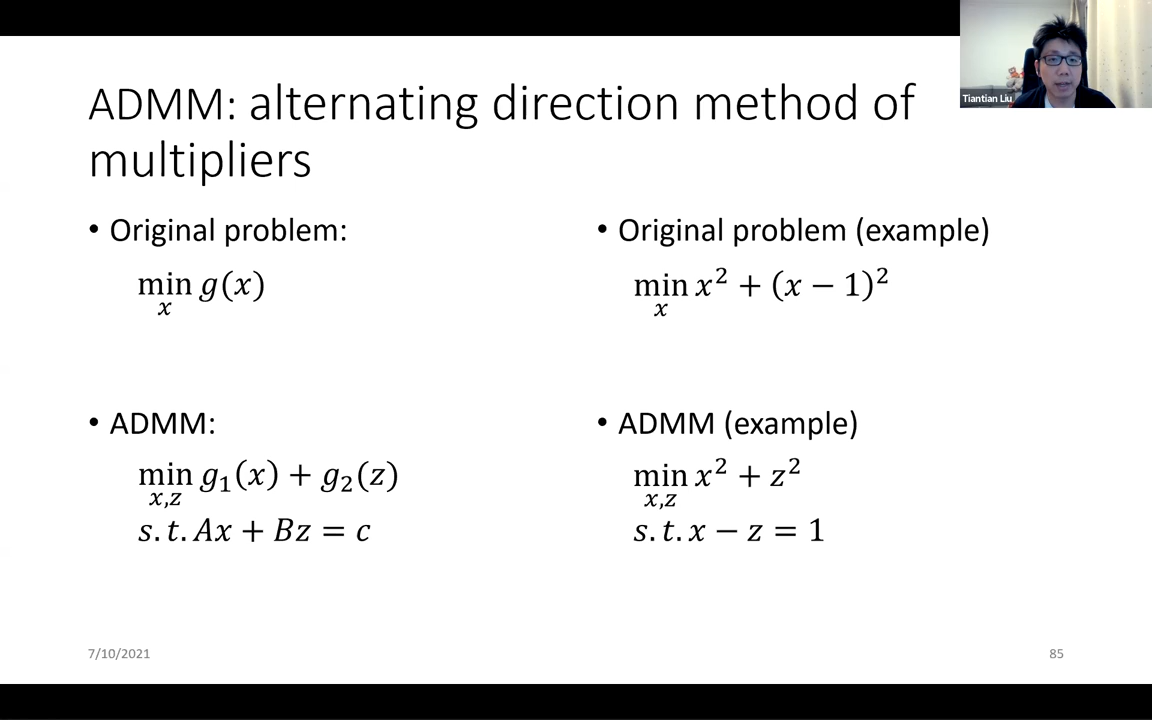 Tiantian Liu
ADMM: alternating direction method of
multipliers
• Original problem:
min g(x)
x
• ADMM:
min g₁(x) + g₂(z)
x,z
s.t. Ax + Bz = c
• Original problem (example)
min x² + (x − 1)²
x
• ADMM (example)
min x² + z²
x,z
s.t. x − z = 1
7/10/2021
85